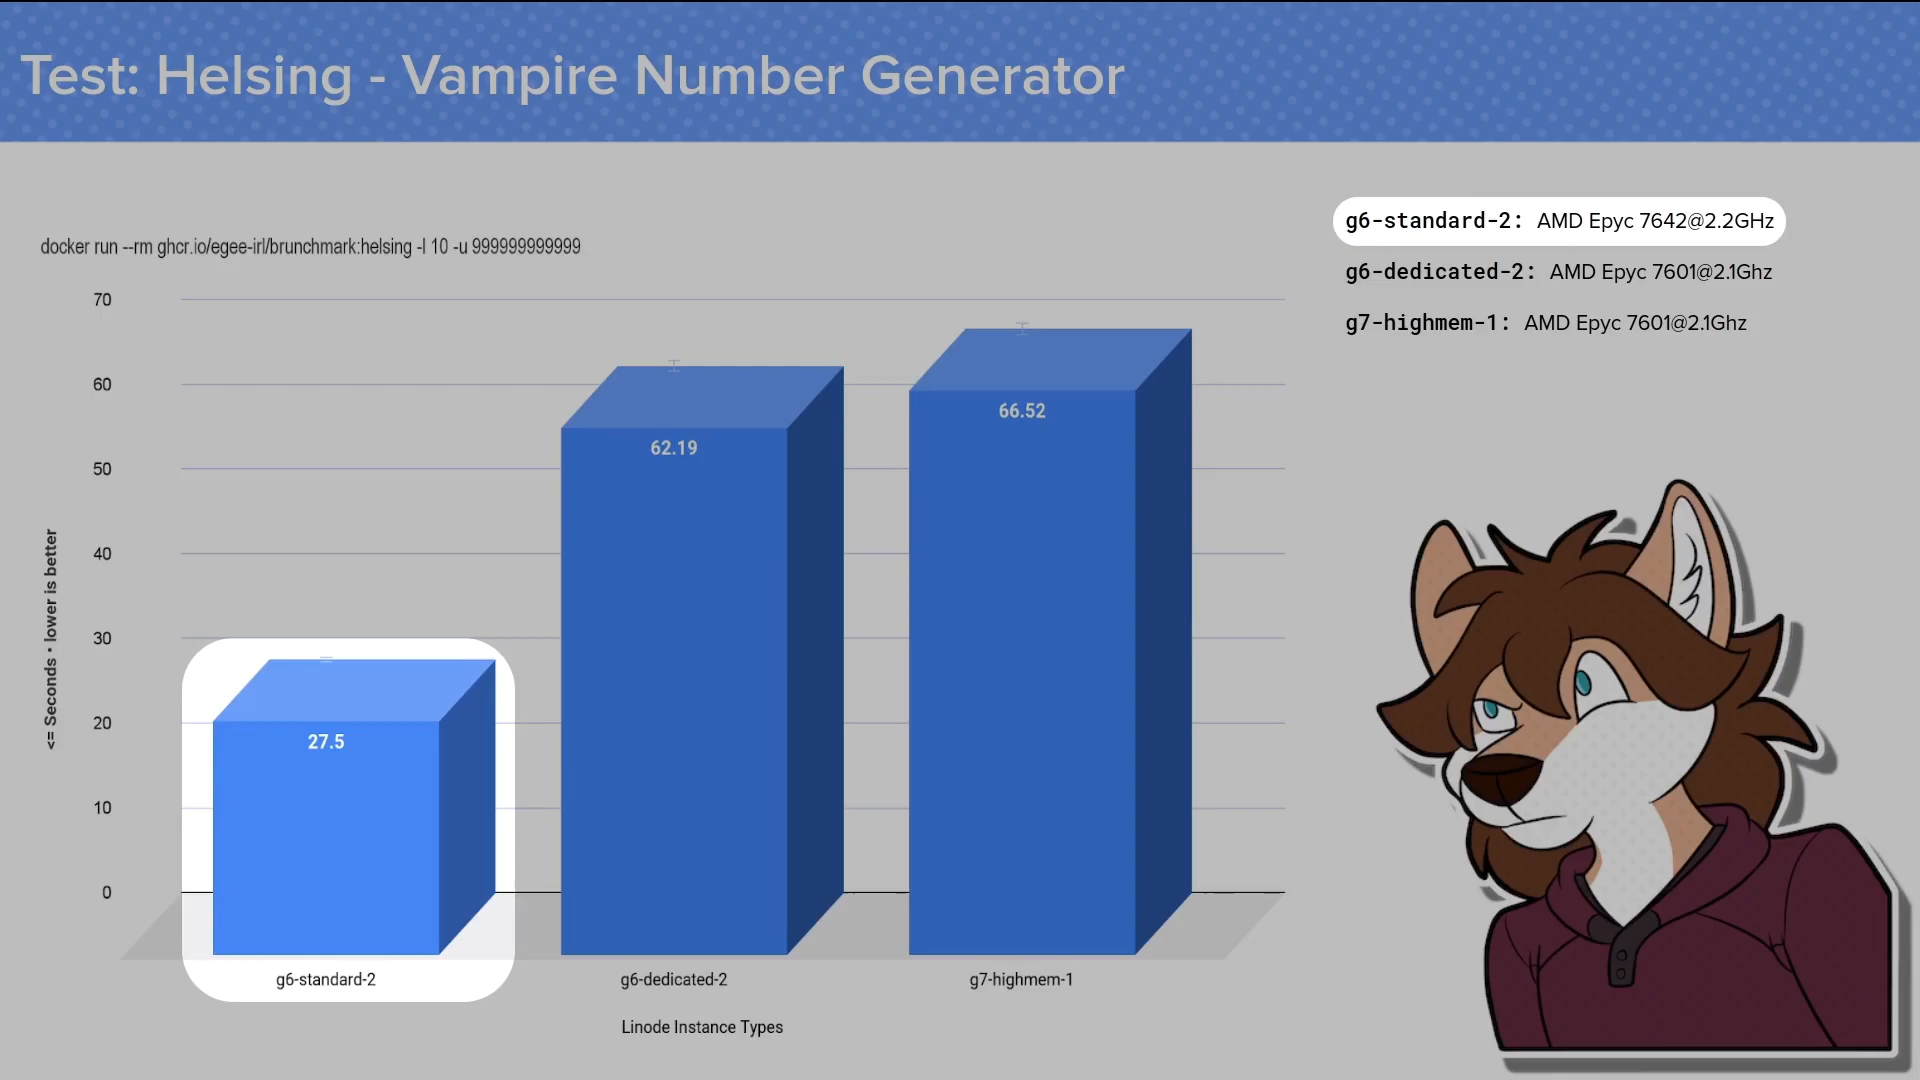 Test: Helsing - Vampire Number Generator
docker run --rm ghcr.io/egee-irl/brunchmark:helsing -l 10 -u 999999999999
g6-standard-2: AMD Epyc 7642@2.2GHz
g6-dedicated-2: AMD Epyc 7601@2.1Ghz
g7-highmem-1: AMD Epyc 7601@2.1Ghz
70
60
50
40
30
20
10
0
<= Seconds • lower is better
27.5
62.19
66.52
g6-standard-2
g6-dedicated-2
g7-highmem-1
Linode Instance Types